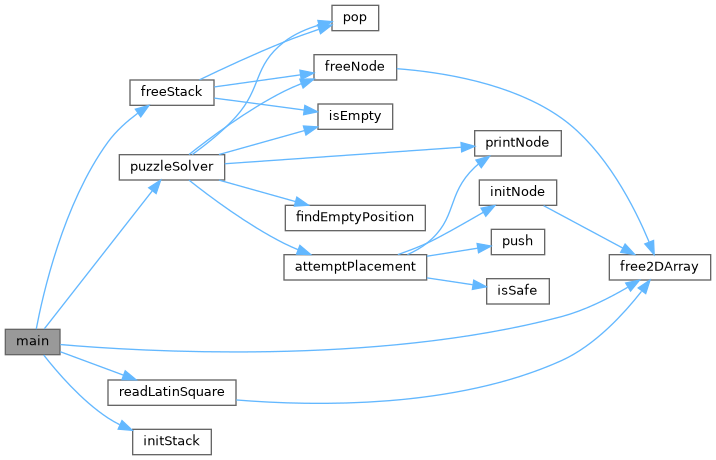 pop
freeNode
freeStack
isEmpty
printNode
puzzleSolver
initNode
findEmptyPosition
push
attemptPlacement
free2DArray
isSafe
main
readLatinSquare
initStack